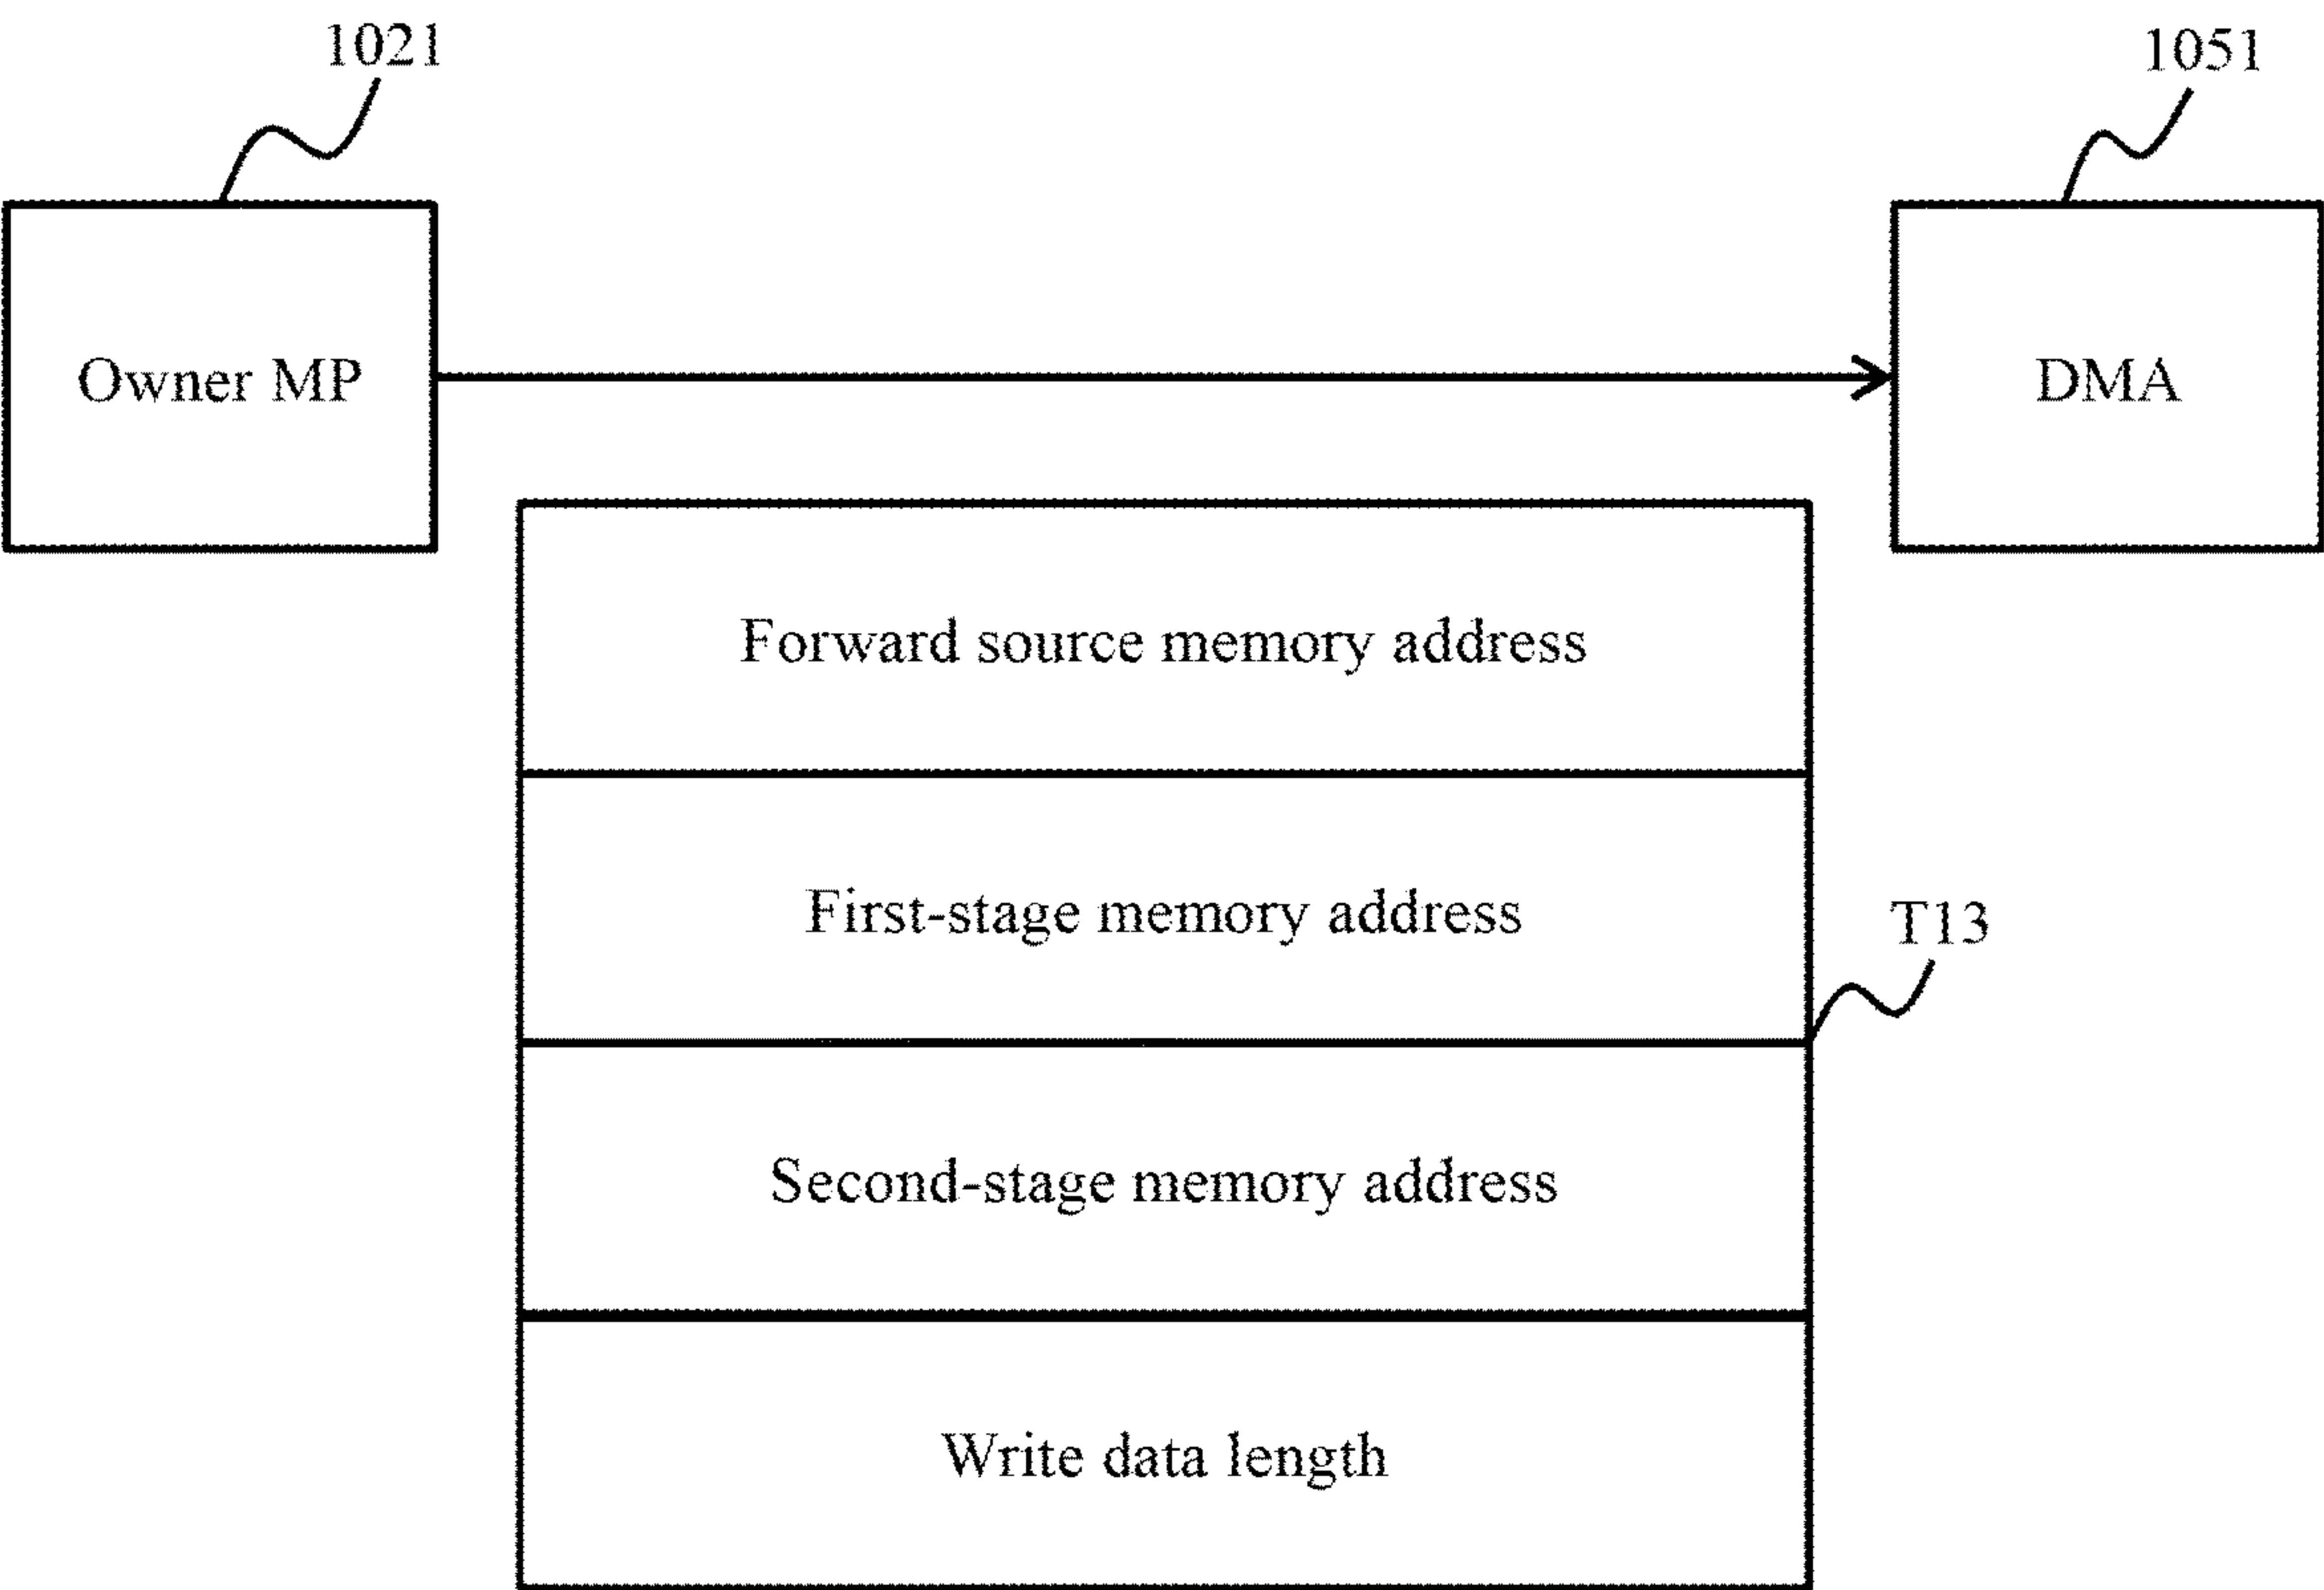 1021
1051
Owner MP
DMA
Forward source memory address
First-stage memory address
T13
Second-stage memory address
Write data length